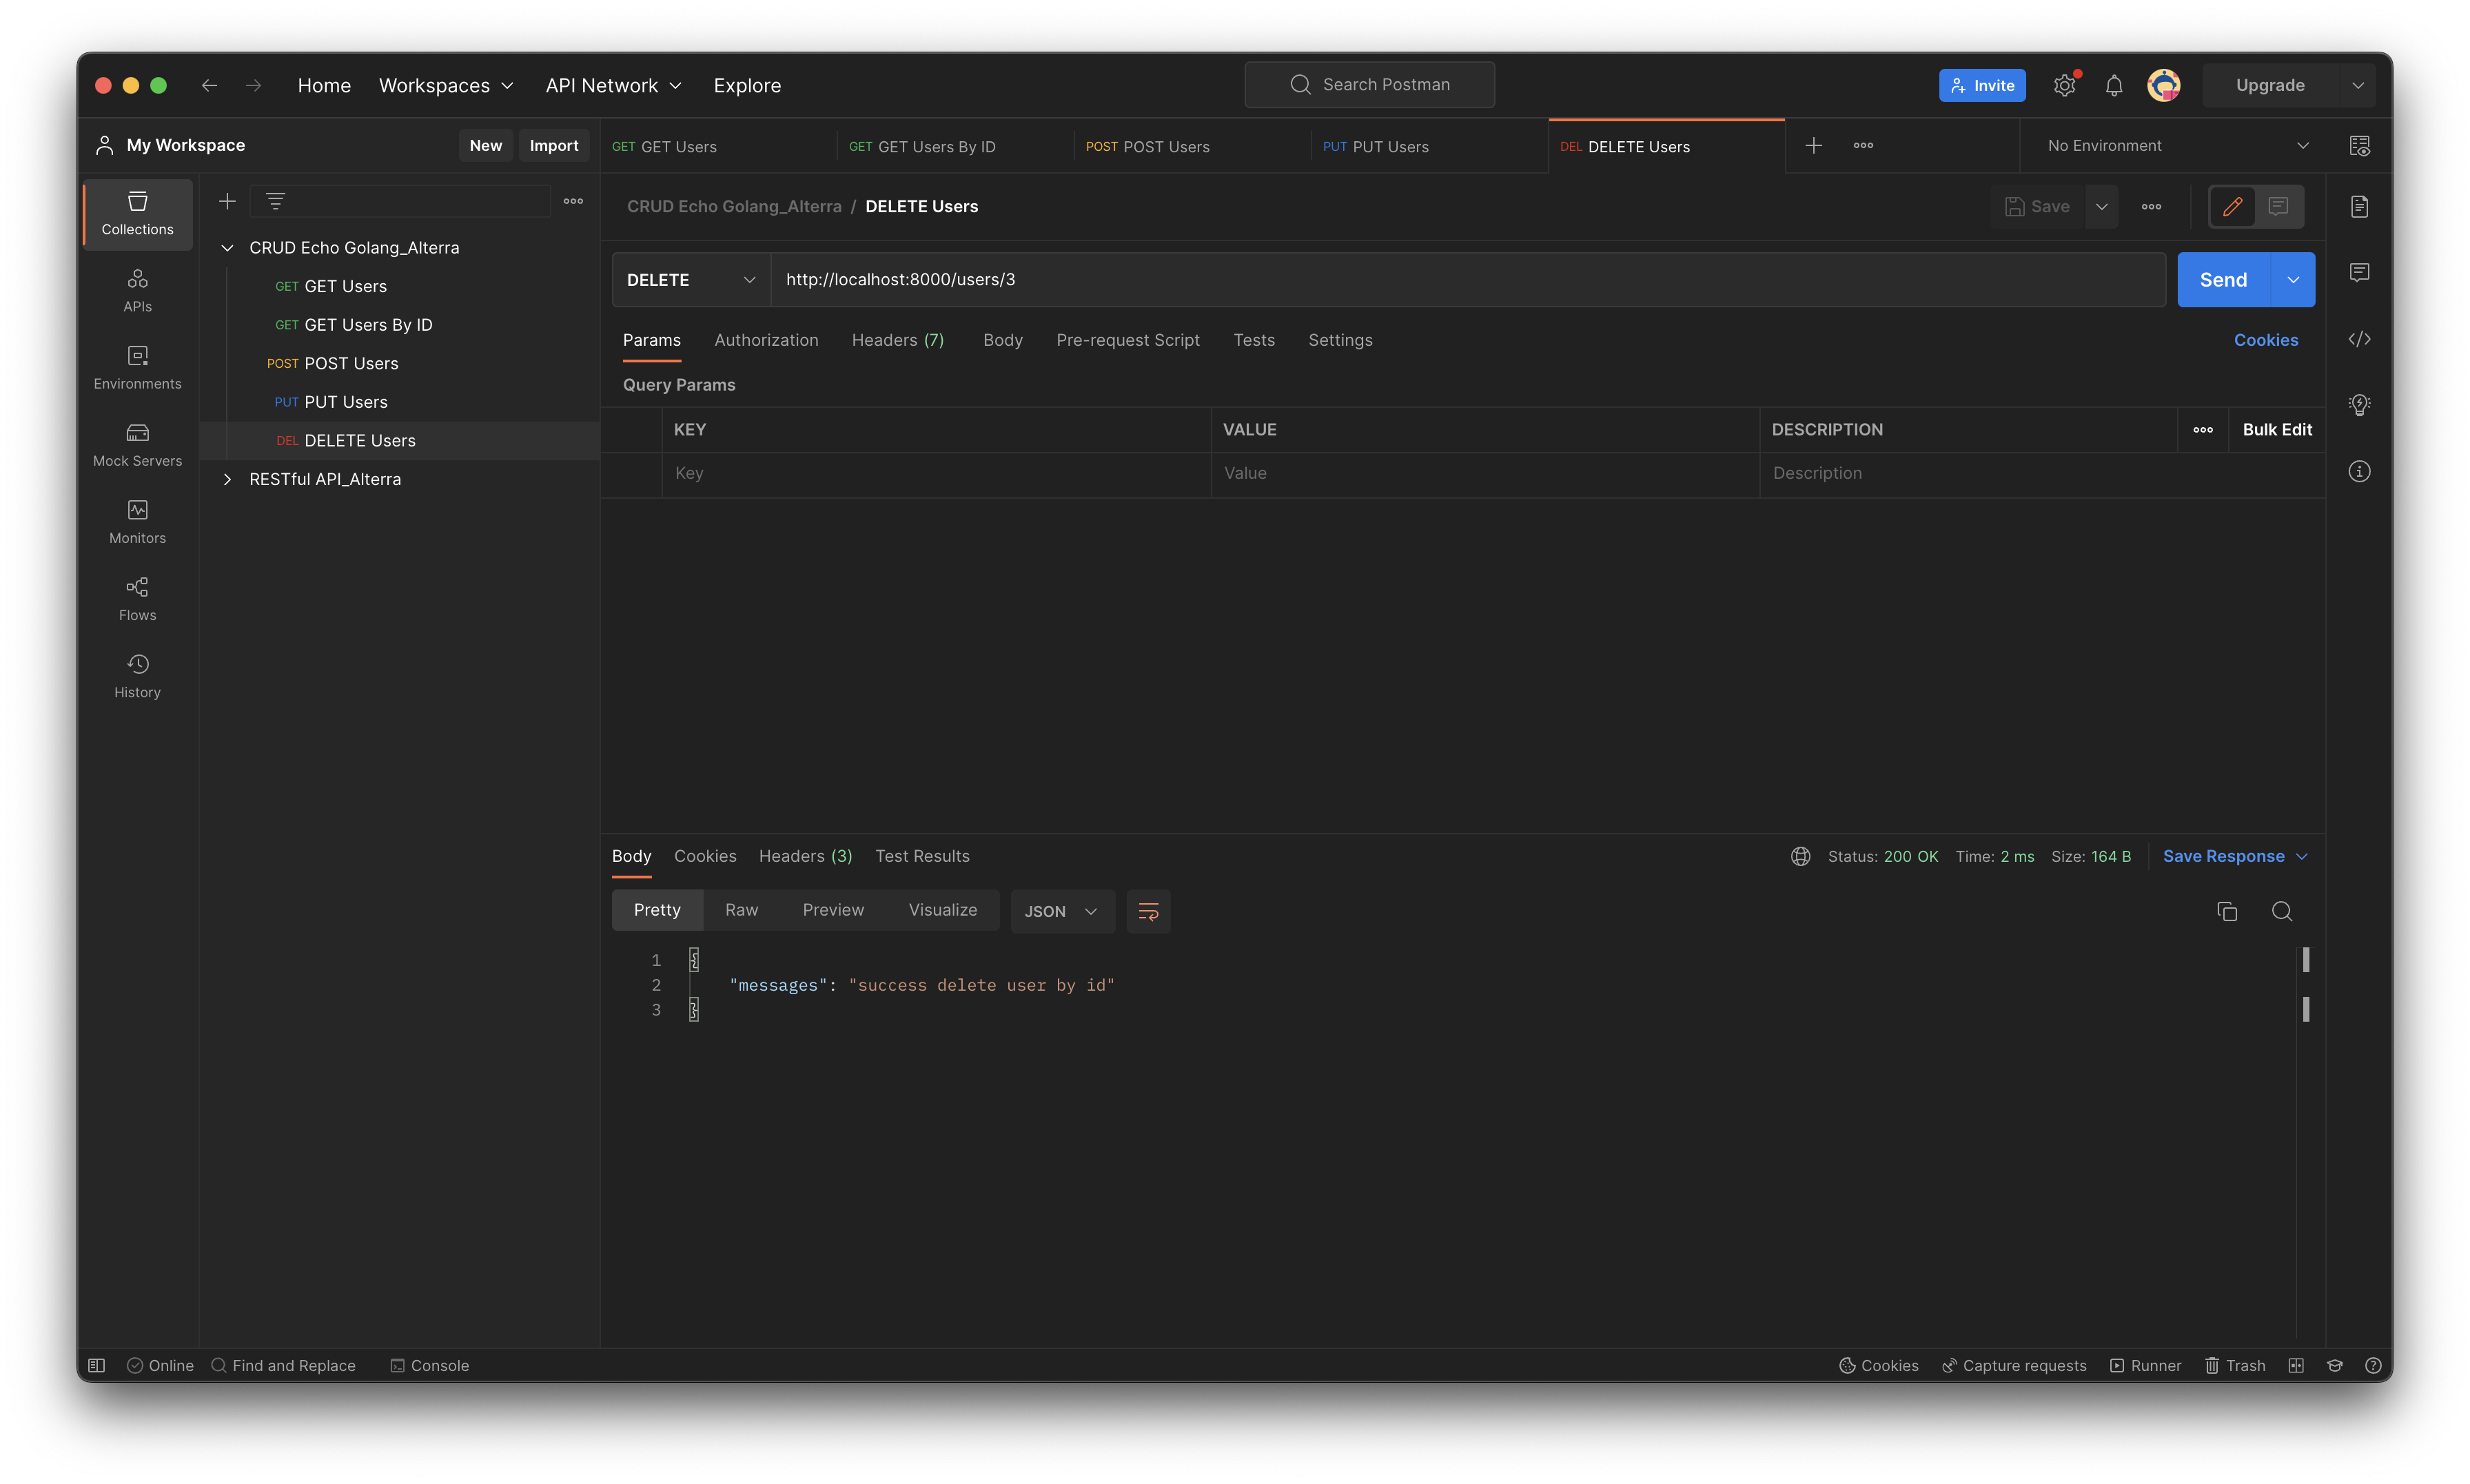 Home Workspaces API Network Explore Search Postman Invite Upgrade
My Workspace New Import GET GET Users GET GET Users By ID POST POST Users PUT PUT Users DEL DELETE Users No Environment
Collections
APIs
Environments
Mock Servers
Monitors
Flows
History
CRUD Echo Golang_Alterra
GET GET Users
GET GET Users By ID
POST POST Users
PUT PUT Users
DEL DELETE Users
RESTful API_Alterra
CRUD Echo Golang_Alterra / DELETE Users Save
DELETE http://localhost:8000/users/3 Send
Params Authorization Headers (7) Body Pre-request Script Tests Settings Cookies
Query Params
KEY VALUE DESCRIPTION Bulk Edit
Key Value Description
Body Cookies Headers (3) Test Results Status: 200 OK Time: 2 ms Size: 164 B Save Response
Pretty Raw Preview Visualize JSON
1 {
2 "messages": "success delete user by id"
3 }
Online Find and Replace Console Cookies Capture requests Runner Trash